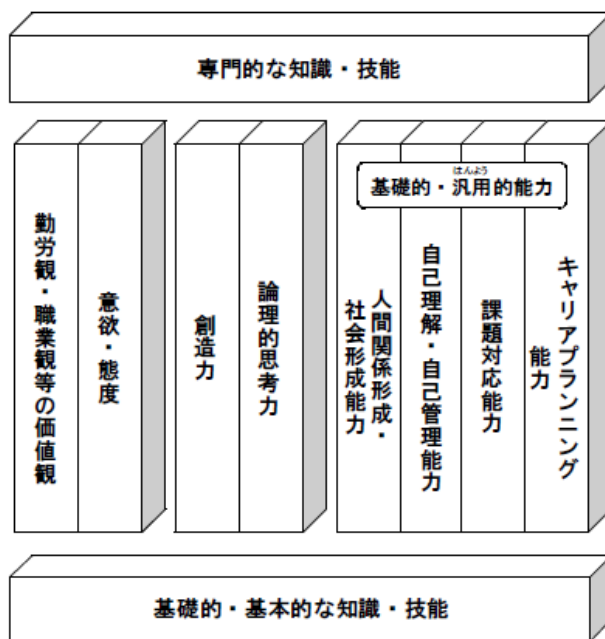 専門的な知識・技能
勤労観・職業観等の価値観
意欲・態度
創造力
論理的思考力
はんよう
基礎的・汎用的能力
人間関係形成・
社会形成能力
自己理解・自己管理能力
課題対応能力
キャリアプランニング
能力
基礎的・基本的な知識・技能